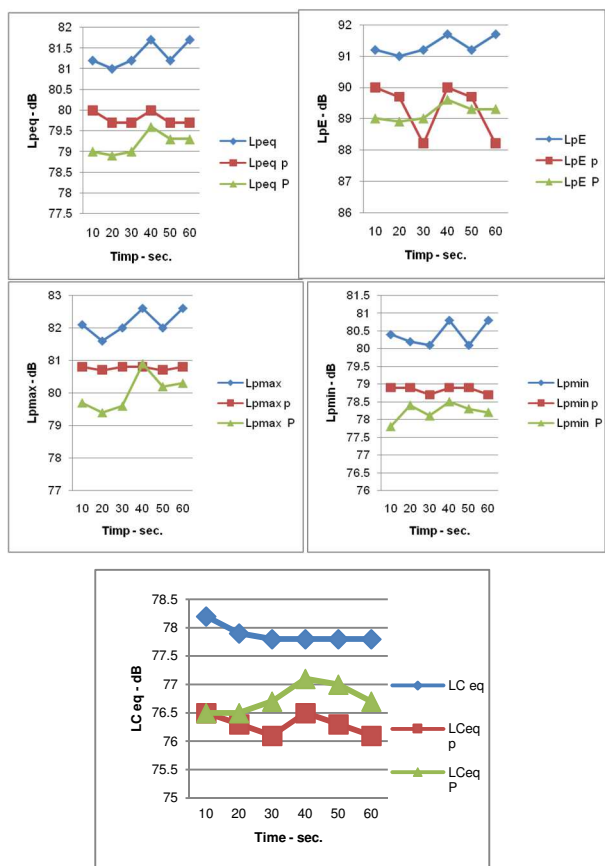 82
81.5
81
80.5
80
79.5
79
78.5
78
77.5
Lpeq - dB
10 20 30 40 50 60
Timp - sec.
Lpeq
Lpeq p
Lpeq P
92
91
90
89
88
87
86
LpE - dB
10 20 30 40 50 60
Timp - sec.
LpE
LpE p
LpE P
83
82
81
80
79
78
77
Lpmax - dB
10 20 30 40 50 60
Timp - sec.
Lpmax
Lpmax p
Lpmax P
81.5
81
80.5
80
79.5
79
78.5
78
77.5
77
76.5
76
Lpmin - dB
10 20 30 40 50 60
Timp - sec.
Lpmin
Lpmin p
Lpmin P
78.5
78
77.5
77
76.5
76
75.5
75
LC eq - dB
10 20 30 40 50 60
Time - sec.
LC eq
LCeq
p
LCeq
P